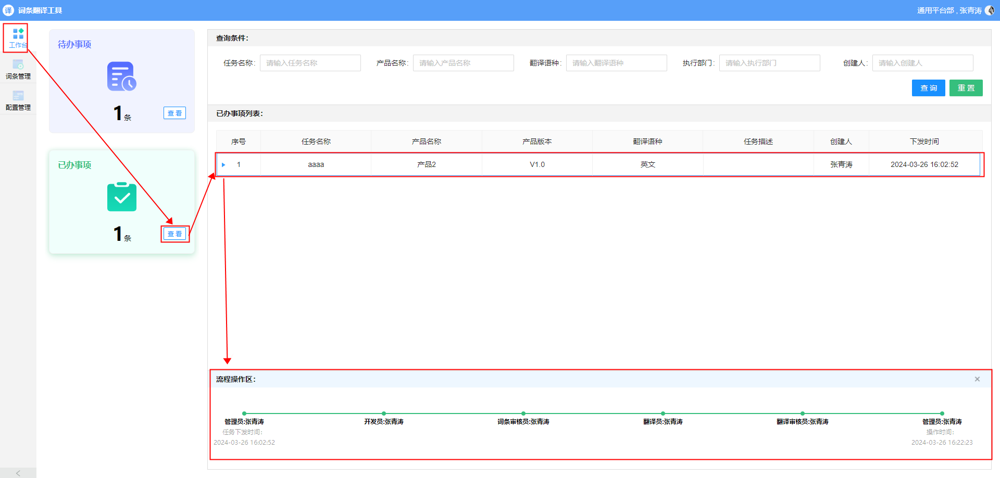 译 词条翻译工具
通用平台部 , 张青涛
工作台
词条管理
配置管理
待办事项
1 条
查 看
已办事项
1 条
查 看
查询条件:
任务名称: 请输入任务名称
产品名称: 请输入产品名称
翻译语种: 请输入翻译语种
执行部门: 请输入执行部门
创建人: 请输入创建人
查 询
重 置
已办事项列表:
序号 任务名称 产品名称 产品版本 翻译语种 任务描述 创建人 下发时间
1 aaaa 产品2 V1.0 英文 张青涛 2024-03-26 16:02:52
流程操作区:
管理员:张青涛 开发员:张青涛 词条审核员:张青涛 翻译员:张青涛 翻译审核员:张青涛 管理员:张青涛
任务下发时间: 操作时间:
2024-03-26 16:02:52 2024-03-26 16:22:23